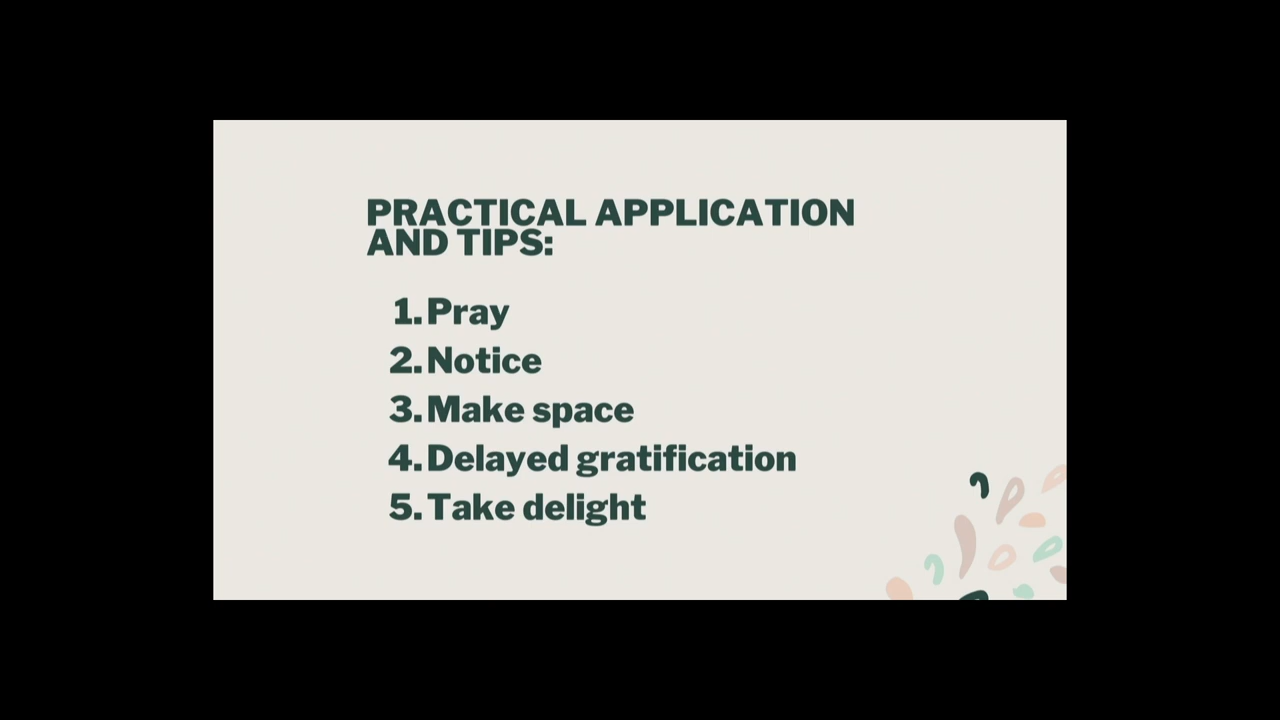 PRACTICAL APPLICATION
AND TIPS:
1. Pray
2. Notice
3. Make space
4. Delayed gratification
5. Take delight